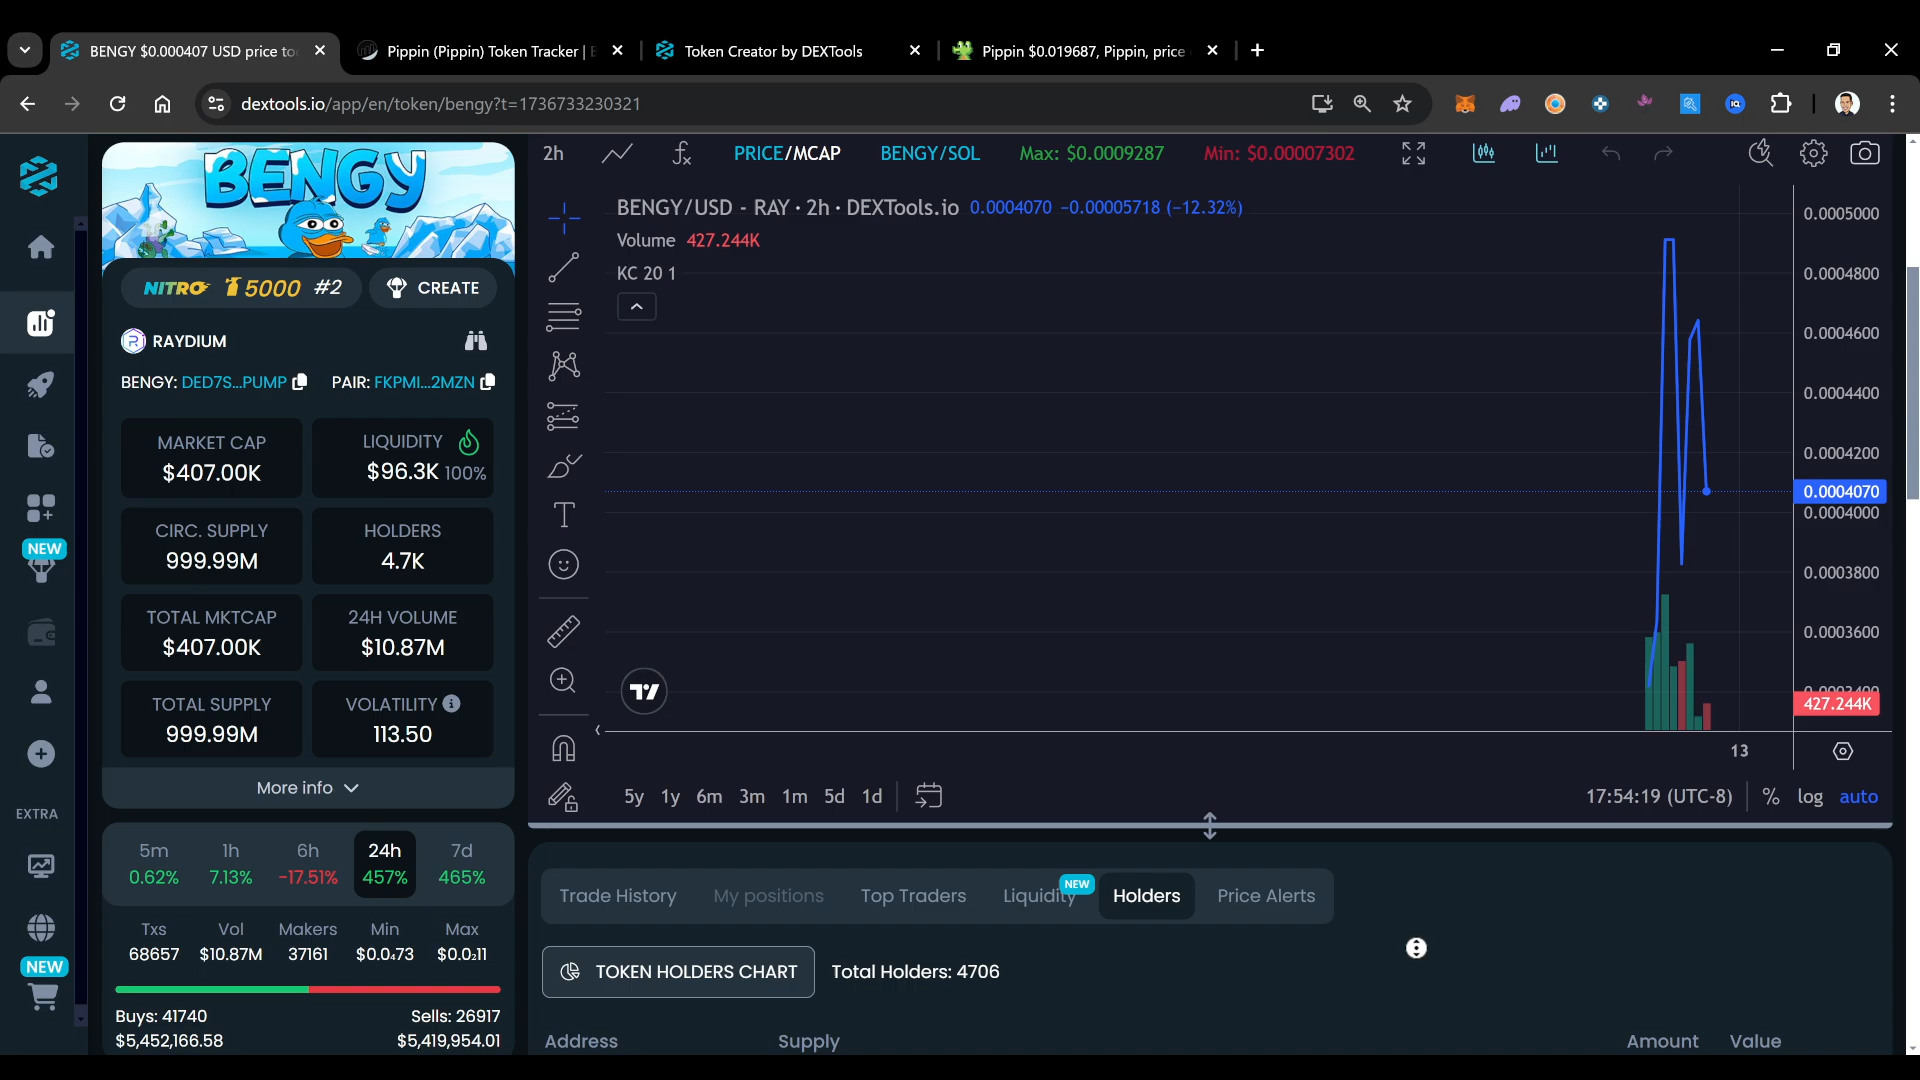 BENGY $0.000407 USD price to
Pippin (Pippin) Token Tracker |
Token Creator by DEXTools
Pippin $0.019687, Pippin, price
dextools.io/app/en/token/bengy?t=1736733230321
BENGY
NITRO 5000 #2
CREATE
RAYDIUM
BENGY: DED7S...PUMP
PAIR: FKPMI...2MZN
MARKET CAP
$407.00K
LIQUIDITY
$96.3K 100%
CIRC. SUPPLY
999.99M
HOLDERS
4.7K
TOTAL MKTCAP
$407.00K
24H VOLUME
$10.87M
TOTAL SUPPLY
999.99M
VOLATILITY
113.50
More info
NEW
EXTRA
NEW
5m 1h 6h 24h 7d
0.62% 7.13% -17.51% 457% 465%
Txs Vol Makers Min Max
68657 $10.87M 37161 $0.0₄73 $0.0₂11
Buys: 41740 Sells: 26917
$5,452,166.58 $5,419,954.01
2h PRICE/MCAP BENGY/SOL Max: $0.0009287 Min: $0.00007302
BENGY/USD - RAY · 2h · DEXTools.io 0.0004070 −0.00005718 (−12.32%)
Volume 427.244K
KC 20 1
0.0005000
0.0004800
0.0004600
0.0004400
0.0004200
0.0004070
0.0004000
0.0003800
0.0003600
427.244K
13
5y 1y 6m 3m 1m 5d 1d
17:54:19 (UTC-8) % log auto
Trade History My positions Top Traders Liquidity NEW Holders Price Alerts
TOKEN HOLDERS CHART Total Holders: 4706
Address Supply Amount Value